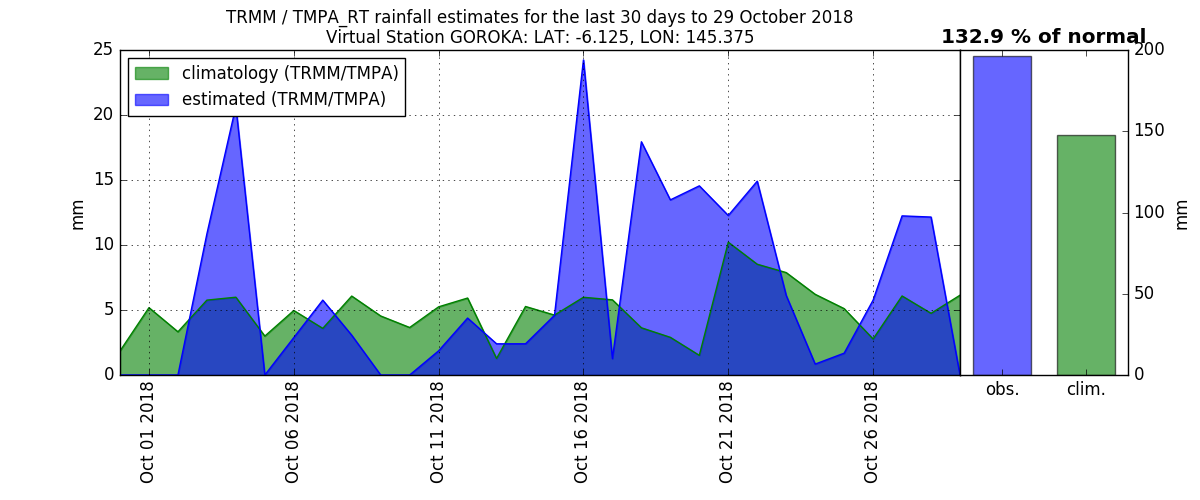 TRMM / TMPA_RT rainfall estimates for the last 30 days to 29 October 2018
Virtual Station GOROKA: LAT: -6.125, LON: 145.375
132.9 % of normal
climatology (TRMM/TMPA)
estimated (TRMM/TMPA)
25
20
15
10
5
0
mm
Oct 01 2018
Oct 06 2018
Oct 11 2018
Oct 16 2018
Oct 21 2018
Oct 26 2018
obs.
clim.
200
150
100
50
0
mm